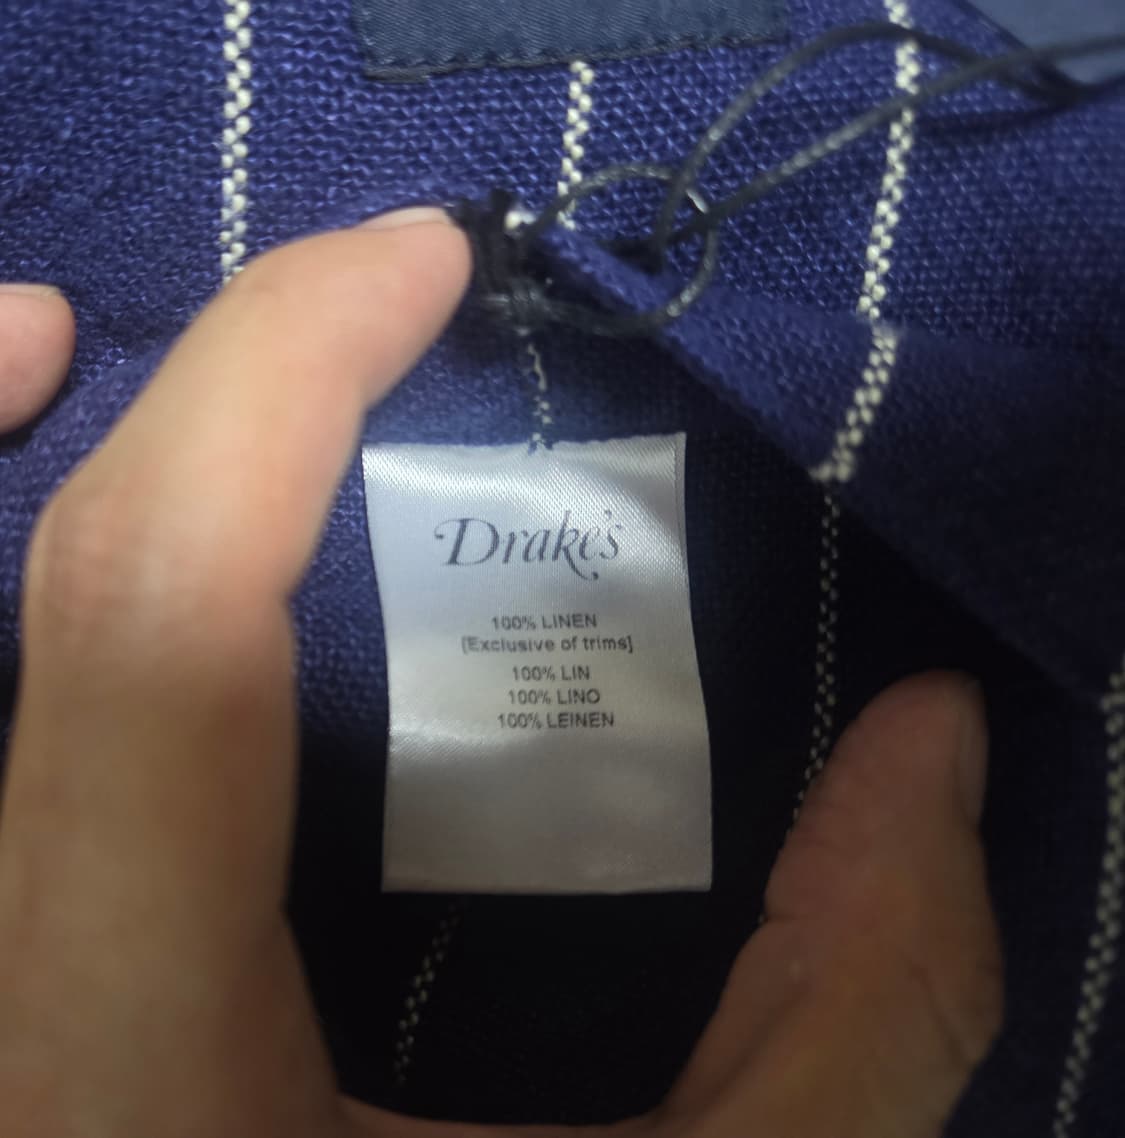 Drake's
100% LINEN
[Exclusive of trims]
100% LIN
100% LINO
100% LEINEN